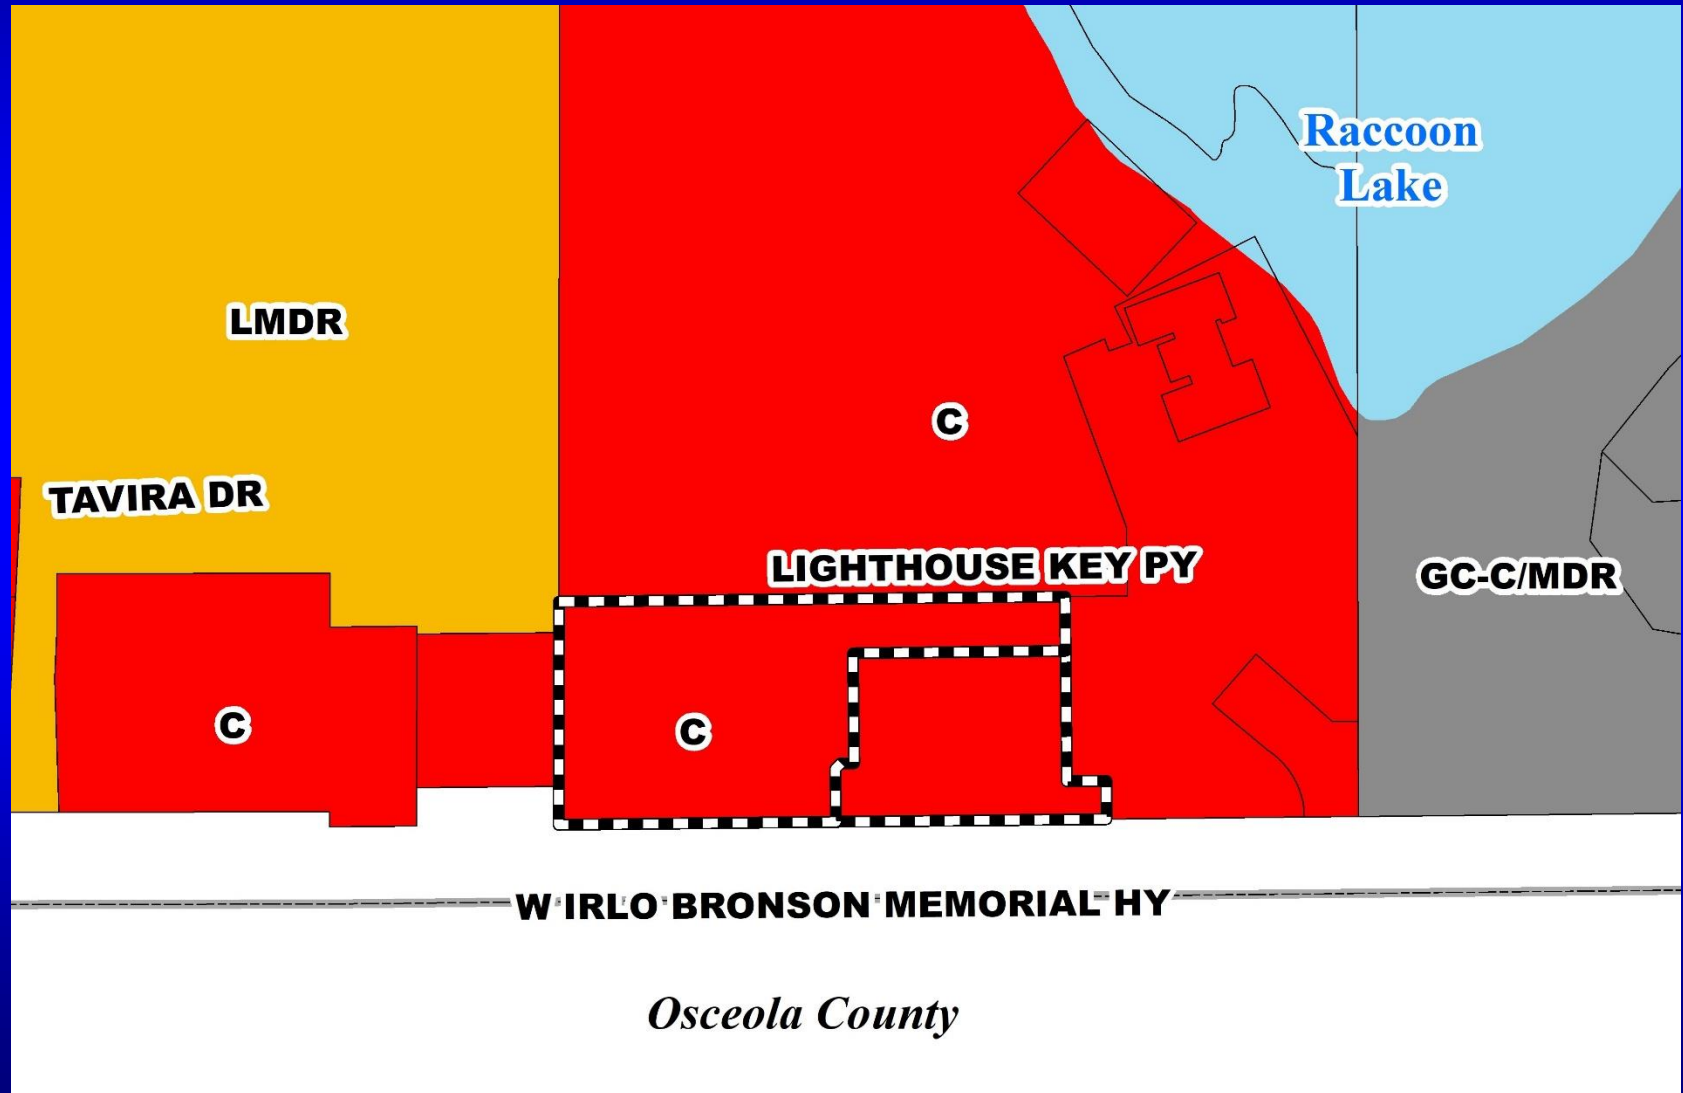 Raccoon
Lake
LMDR
C
TAVIRA DR
LIGHTHOUSE KEY PY
GC-C/MDR
C
C
W IRLO BRONSON MEMORIAL HY
Osceola County